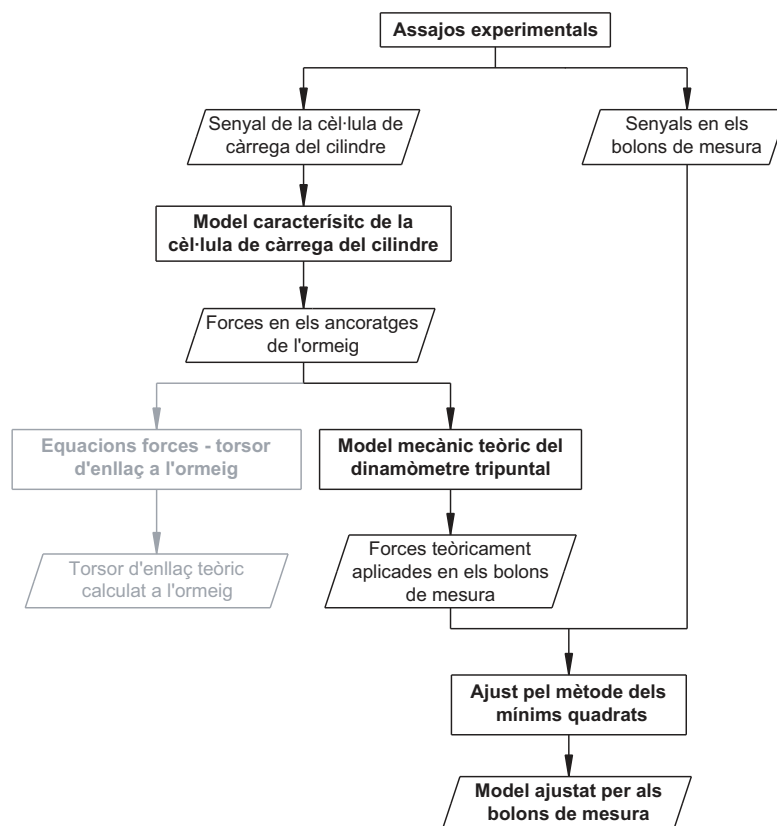 Assajos experimentals
Senyal de la cèl·lula de
càrrega del cilindre
Senyals en els
bolons de mesura
Model caracterísitc de la
cèl·lula de càrrega del cilindre
Forces en els ancoratges
de l'ormeig
Equacions forces - torsor
d'enllaç a l'ormeig
Model mecànic teòric del
dinamòmetre tripuntal
Torsor d'enllaç teòric
calculat a l'ormeig
Forces teòricament
aplicades en els bolons
de mesura
Ajust pel mètode dels
mínims quadrats
Model ajustat per als
bolons de mesura